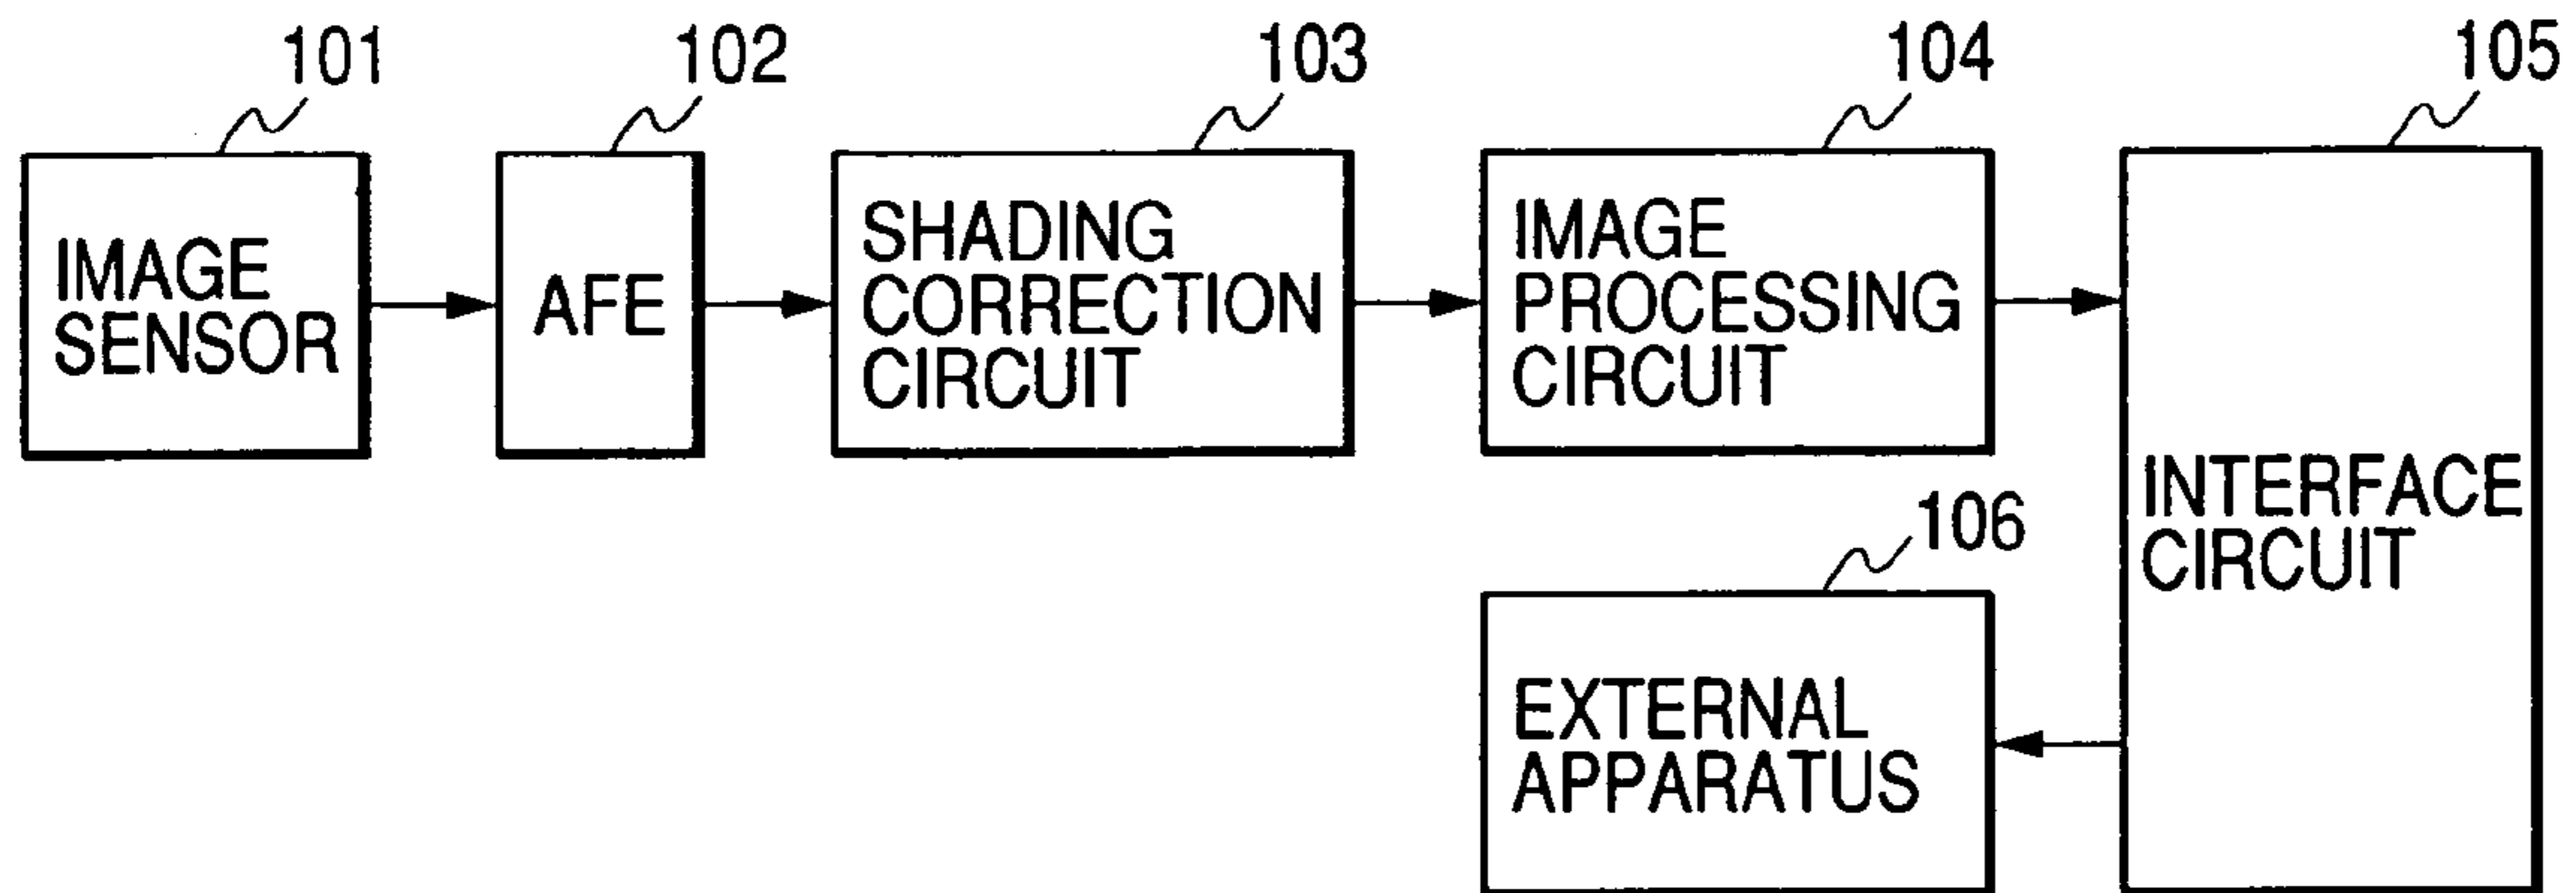 101
102
103
104
105
IMAGE
SENSOR
AFE
SHADING
CORRECTION
CIRCUIT
IMAGE
PROCESSING
CIRCUIT
INTERFACE
CIRCUIT
106
EXTERNAL
APPARATUS